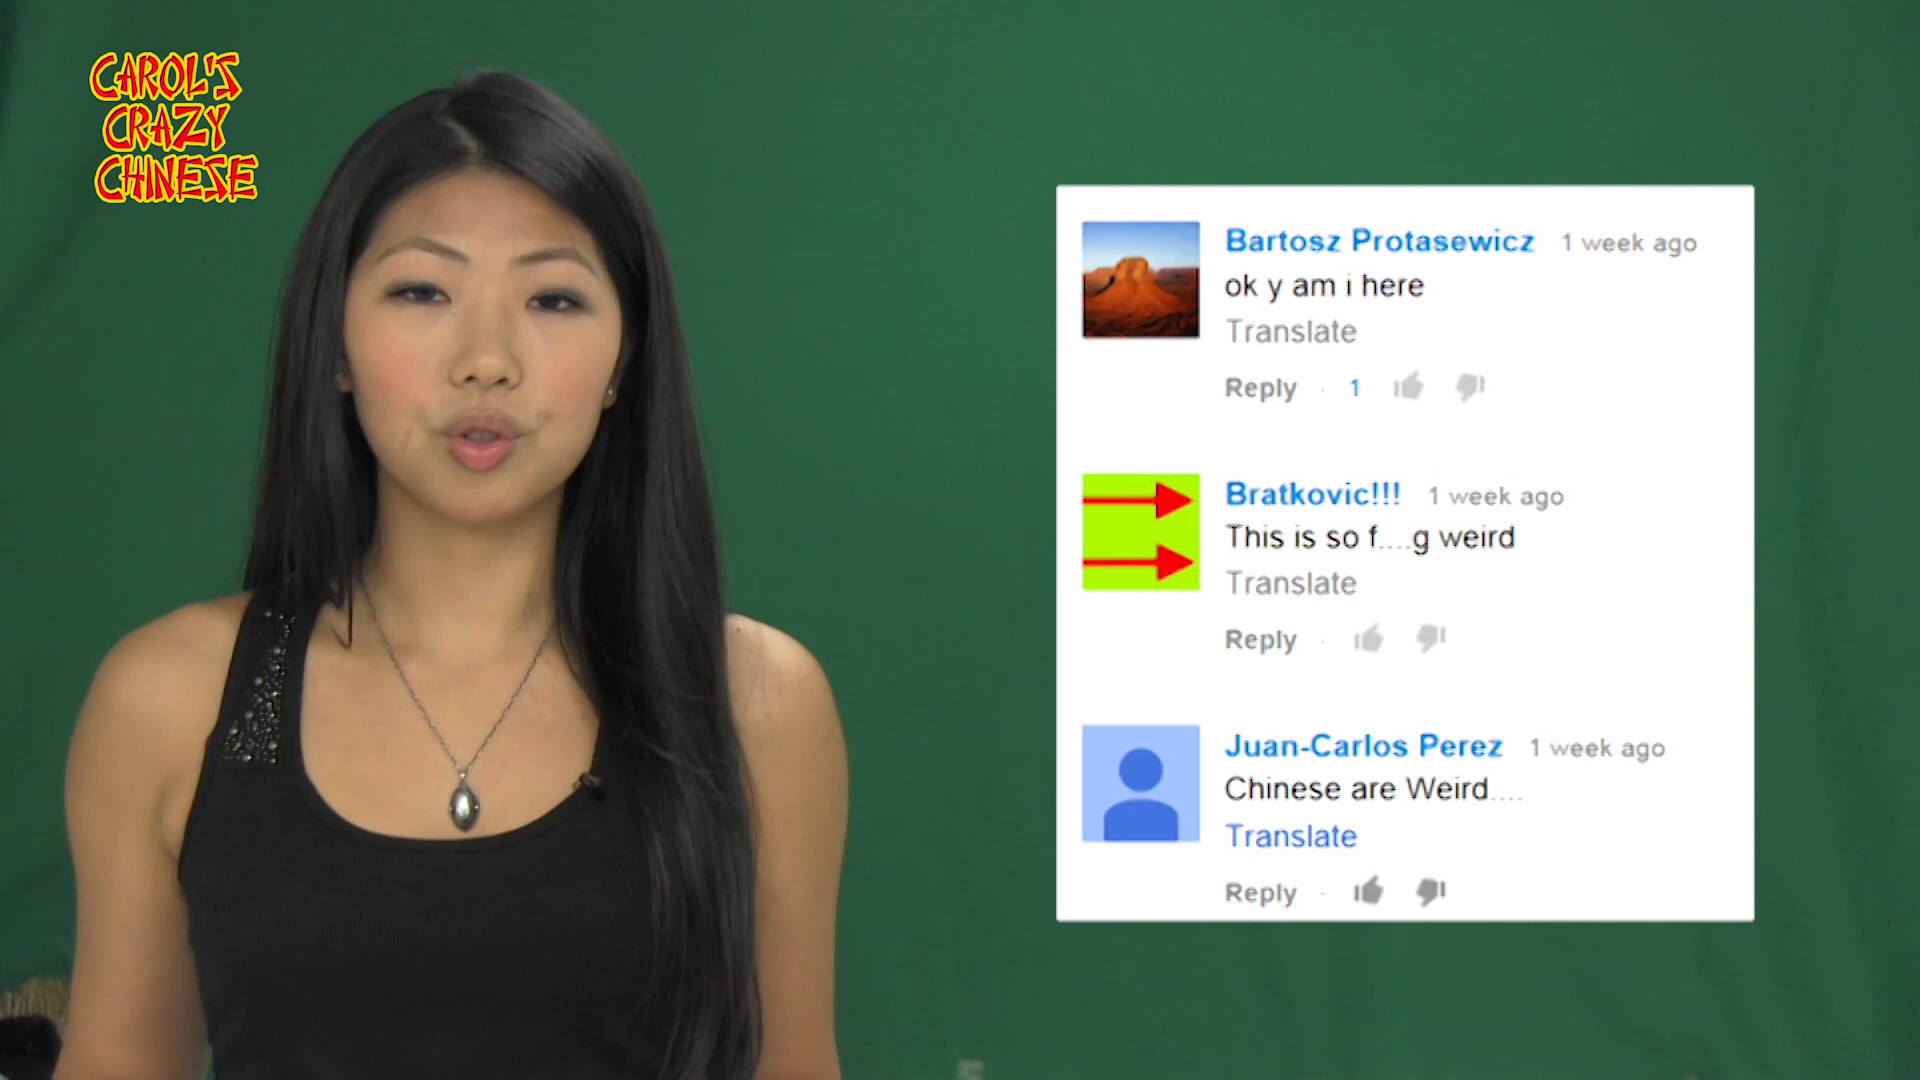 CAROL'S
CRAZY
CHINESE
Bartosz Protasewicz 1 week ago
ok y am i here
Translate
Reply · 1
Bratkovic!!! 1 week ago
This is so f....g weird
Translate
Reply ·
Juan-Carlos Perez 1 week ago
Chinese are Weird....
Translate
Reply ·